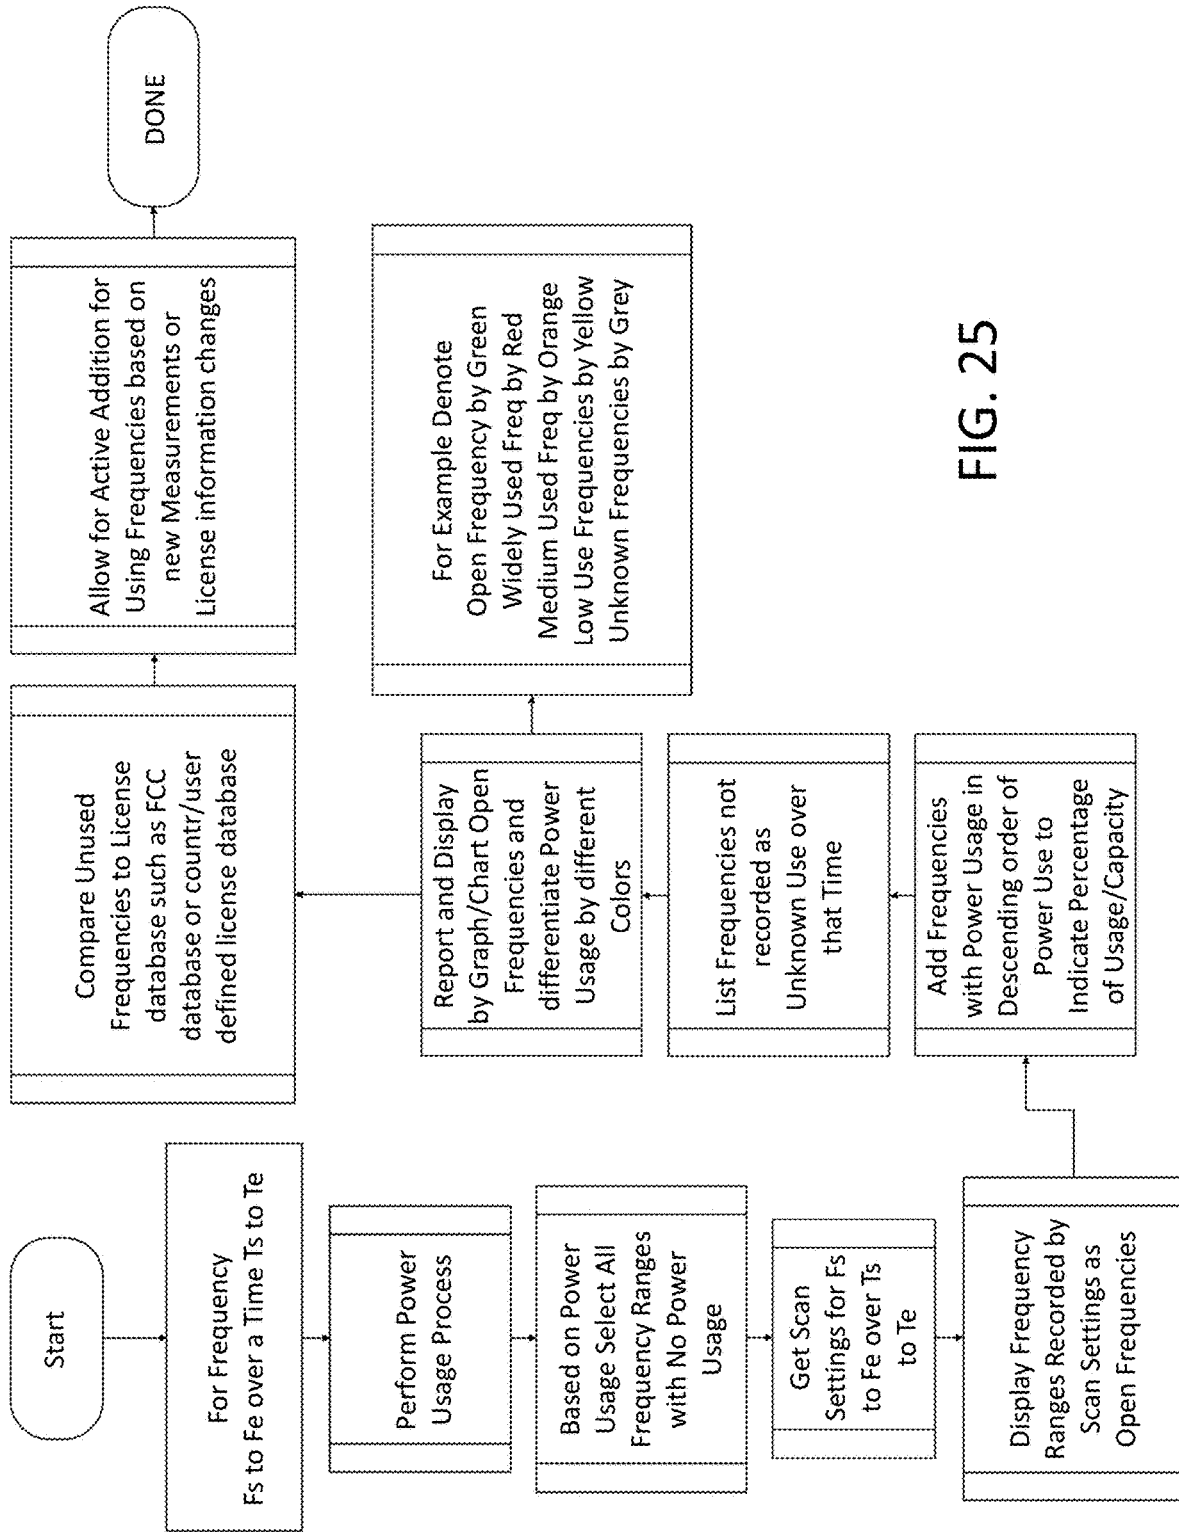 Start
For Frequency
Fs to Fe over a Time Ts to Te
Perform Power
Usage Process
Based on Power
Usage Select All
Frequency Ranges
with No Power
Usage
Get Scan
Settings for Fs
to Fe over Ts
to Te
Display Frequency
Ranges Recorded by
Scan Settings as
Open Frequencies
Add Frequencies
with Power Usage in
Descending order of
Power Use to
Indicate Percentage
of Usage/Capacity
List Frequencies not
recorded as
Unknown Use over
that Time
Report and Display
by Graph/Chart Open
Frequencies and
differentiate Power
Usage by different
Colors
For Example Denote
Open Frequency by Green
Widely Used Freq by Red
Medium Used Freq by Orange
Low Use Frequencies by Yellow
Unknown Frequencies by Grey
Compare Unused
Frequencies to License
database such as FCC
database or countr/user
defined license database
Allow for Active Addition for
Using Frequencies based on
new Measurements or
License information changes
DONE
FIG. 25